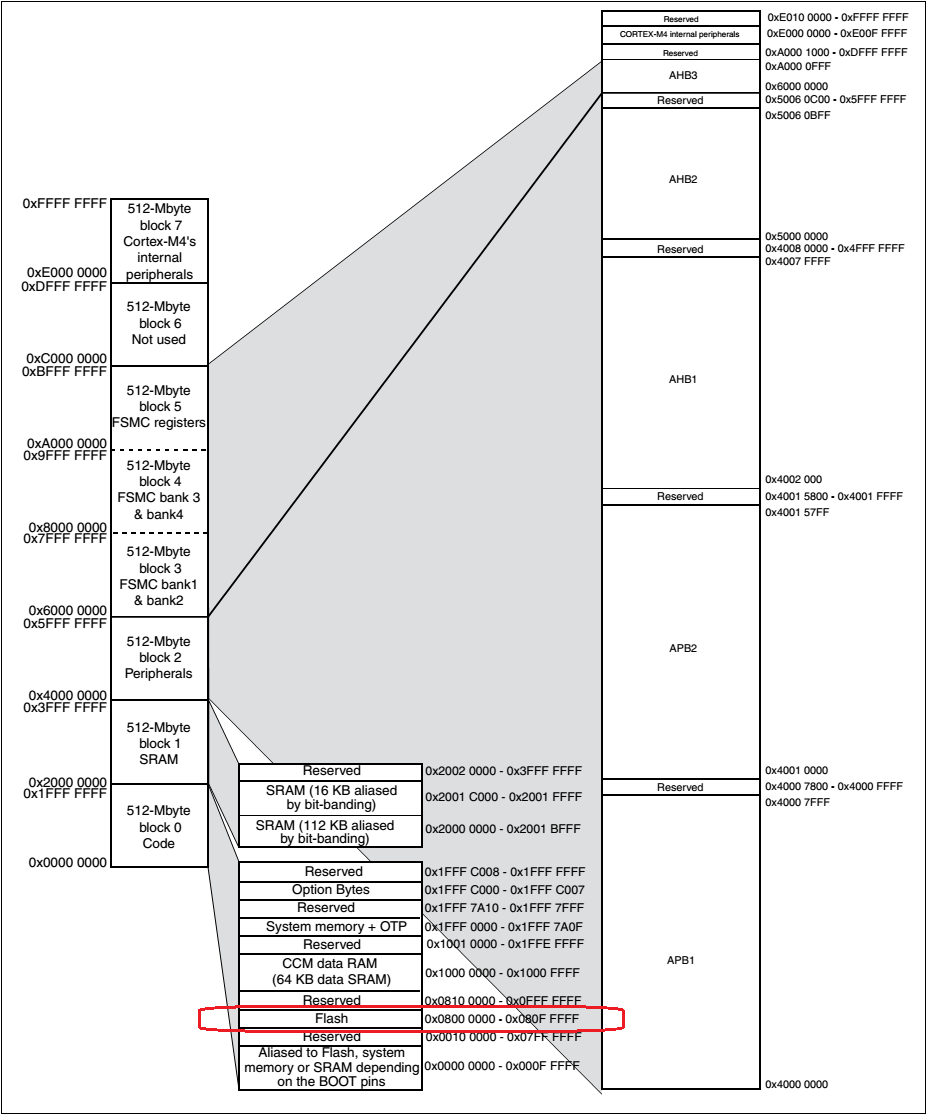 0xFFFF FFFF
512-Mbyte
block 7
Cortex-M4's
internal
peripherals
0xE000 0000
0xDFFF FFFF
512-Mbyte
block 6
Not used
0xC000 0000
0xBFFF FFFF
512-Mbyte
block 5
FSMC registers
0xA000 0000
0x9FFF FFFF
512-Mbyte
block 4
FSMC bank 3
& bank4
0x8000 0000
0x7FFF FFFF
512-Mbyte
block 3
FSMC bank1
& bank2
0x6000 0000
0x5FFF FFFF
512-Mbyte
block 2
Peripherals
0x4000 0000
0x3FFF FFFF
512-Mbyte
block 1
SRAM
0x2000 0000
0x1FFF FFFF
512-Mbyte
block 0
Code
0x0000 0000
Reserved 0x2002 0000 - 0x3FFF FFFF
SRAM (16 KB aliased
by bit-banding)
0x2001 C000 - 0x2001 FFFF
SRAM (112 KB aliased
by bit-banding)
0x2000 0000 - 0x2001 BFFF
Reserved 0x1FFF C008 - 0x1FFF FFFF
Option Bytes 0x1FFF C000 - 0x1FFF C007
Reserved 0x1FFF 7A10 - 0x1FFF 7FFF
System memory + OTP 0x1FFF 0000 - 0x1FFF 7A0F
Reserved 0x1001 0000 - 0x1FFE FFFF
CCM data RAM
(64 KB data SRAM)
0x1000 0000 - 0x1000 FFFF
Reserved 0x0810 0000 - 0x0FFF FFFF
Flash 0x0800 0000 - 0x080F FFFF
Reserved 0x0010 0000 - 0x07FF FFFF
Aliased to Flash, system
memory or SRAM depending
on the BOOT pins
0x0000 0000 - 0x000F FFFF
Reserved 0xE010 0000 - 0xFFFF FFFF
CORTEX-M4 internal peripherals 0xE000 0000 - 0xE00F FFFF
Reserved 0xA000 1000 - 0xDFFF FFFF
0xA000 0FFF
AHB3
0x6000 0000
Reserved 0x5006 0C00 - 0x5FFF FFFF
0x5006 0BFF
AHB2
0x5000 0000
Reserved 0x4008 0000 - 0x4FFF FFFF
0x4007 FFFF
AHB1
0x4002 000
Reserved 0x4001 5800 - 0x4001 FFFF
0x4001 57FF
APB2
0x4001 0000
Reserved 0x4000 7800 - 0x4000 FFFF
0x4000 7FFF
APB1
0x4000 0000